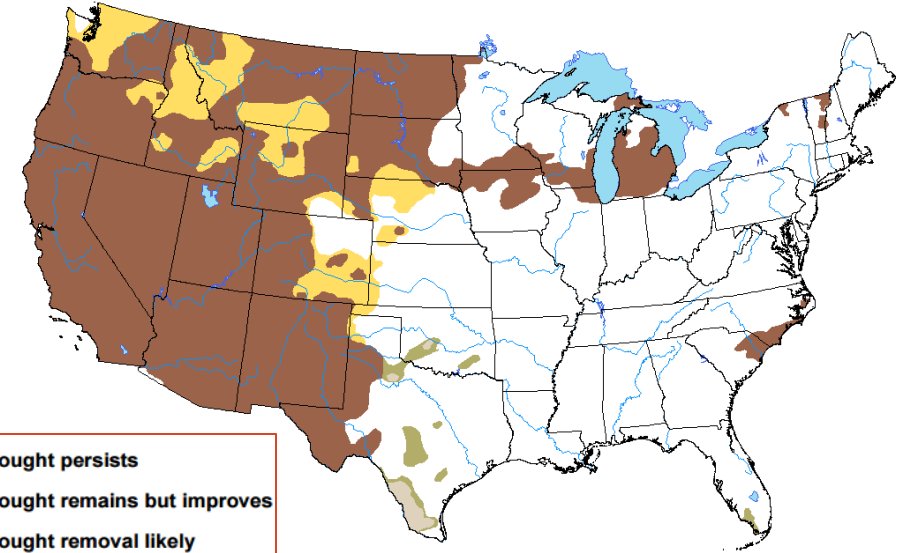 ought persists
ought remains but improves
ought removal likely